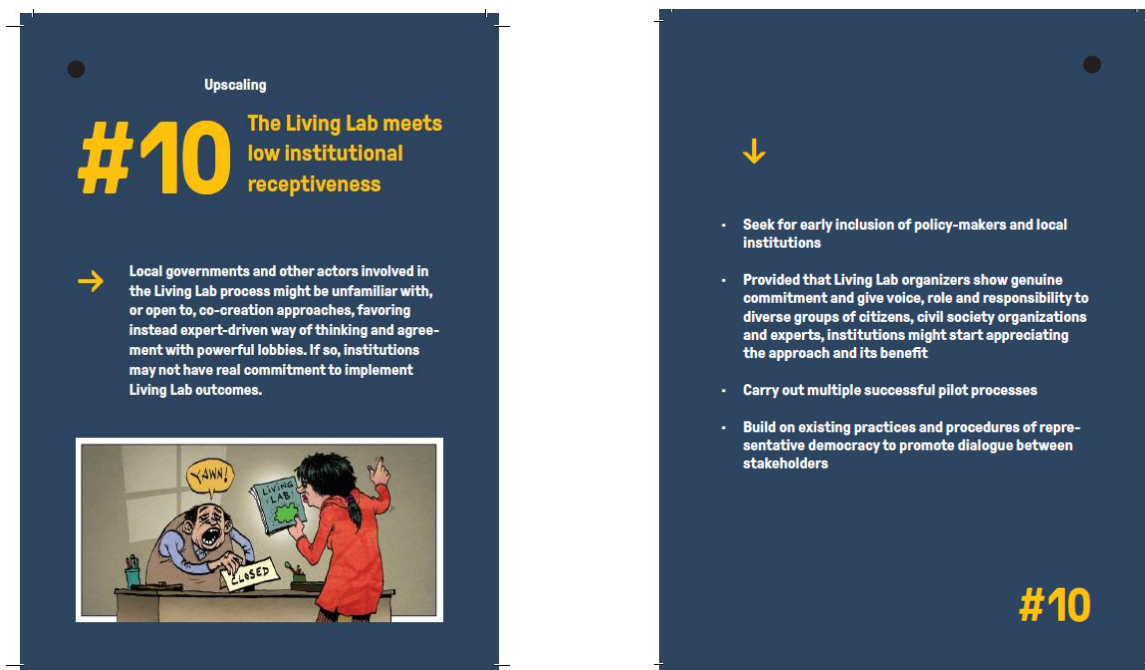 Upscaling
#10
The Living Lab meets
low institutional
receptiveness
→ Local governments and other actors involved in
the Living Lab process might be unfamiliar with,
or open to, co-creation approaches, favoring
instead expert-driven way of thinking and agree-
ment with powerful lobbies. If so, institutions
may not have real commitment to implement
Living Lab outcomes.
YAWN!
LIVING
LAB
CLOSED
↓
• Seek for early inclusion of policy-makers and local
institutions
• Provided that Living Lab organizers show genuine
commitment and give voice, role and responsibility to
diverse groups of citizens, civil society organizations
and experts, institutions might start appreciating
the approach and its benefit
• Carry out multiple successful pilot processes
• Build on existing practices and procedures of repre-
sentative democracy to promote dialogue between
stakeholders
#10